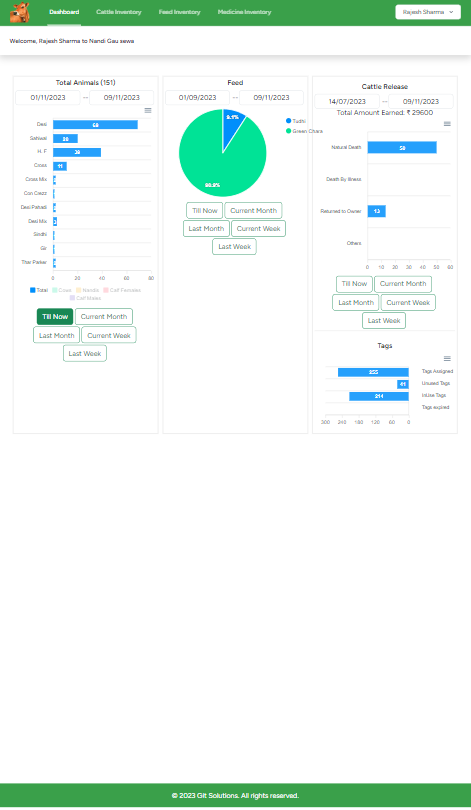 Dashboard Cattle Inventory Feed Inventory Medicine Inventory Rajesh Sharma
Welcome, Rajesh Sharma to Nandi Gau sewa
Total Animals (151)
01/11/2023 -- 09/11/2023
Desi 69
Sahiwal 20
H. F 39
Cross 11
Cross Mix
Con Crezz
Desi Panad
Desi Mix
Sindhi
Gir
Thar Parker
0 20 40 60 80
Total Cows Nandis Calf Females
Calf Males
Till Now Current Month
Last Month Current Week
Last Week
Feed
01/09/2023 -- 09/11/2023
9.1%
Tudhi
Green Chara
Till Now Current Month
Last Month Current Week
Last Week
Cattle Release
14/07/2023 -- 09/11/2023
Total Amount Earned: ₹ 29600
Natural Death 50
Death By Illness
Returned to Owner 13
Others
0 10 20 30 40 50 60
Till Now Current Month
Last Month Current Week
Last Week
Tags
255 Tags Assigned
41 Unused Tags
214 InUse Tags
Tags expired
300 240 180 120 60 0
© 2023 Git Solutions. All rights reserved.